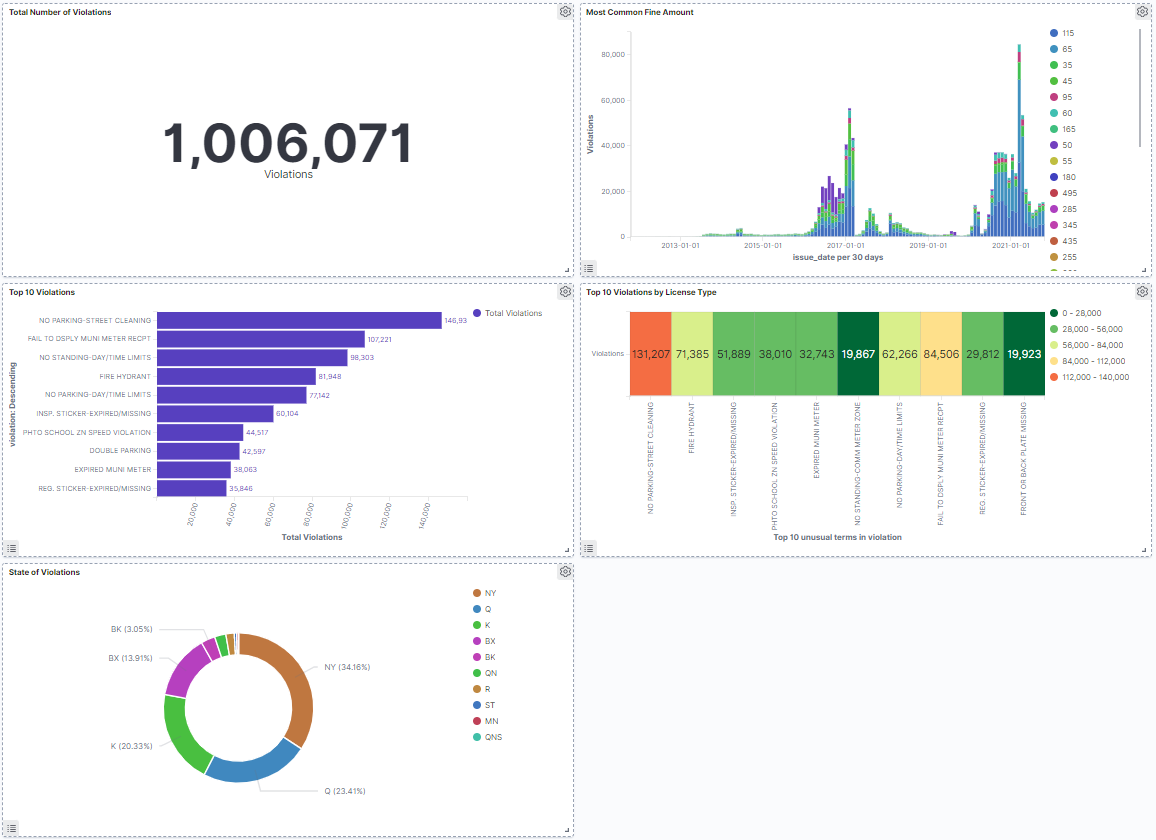 Total Number of Violations
1,006,071
Violations
Most Common Fine Amount
80,000
60,000
40,000
20,000
0
Violations
2013-01-01
2015-01-01
2017-01-01
2019-01-01
2021-01-01
issue_date per 30 days
115
65
35
45
95
60
165
50
55
180
495
285
345
435
255
Top 10 Violations
violation: Descending
NO PARKING-STREET CLEANING
146,93
FAIL TO DSPLY MUNI METER RECPT
107,221
NO STANDING-DAY/TIME LIMITS
98,303
FIRE HYDRANT
81,948
NO PARKING-DAY/TIME LIMITS
77,142
INSP. STICKER-EXPIRED/MISSING
60,104
PHTO SCHOOL ZN SPEED VIOLATION
44,517
DOUBLE PARKING
42,597
EXPIRED MUNI METER
38,063
REG. STICKER-EXPIRED/MISSING
35,846
20,000
40,000
60,000
80,000
100,000
120,000
140,000
Total Violations
Total Violations
Top 10 Violations by License Type
Violations
131,207
71,385
51,889
38,010
32,743
19,867
62,266
84,506
29,812
19,923
NO PARKING-STREET CLEANING
FIRE HYDRANT
INSP. STICKER-EXPIRED/MISSING
PHTO SCHOOL ZN SPEED VIOLATION
EXPIRED MUNI METER
NO STANDING-COMM METER ZONE
NO PARKING-DAY/TIME LIMITS
FAIL TO DSPLY MUNI METER RECPT
REG. STICKER-EXPIRED/MISSING
FRONT OR BACK PLATE MISSING
Top 10 unusual terms in violation
0 - 28,000
28,000 - 56,000
56,000 - 84,000
84,000 - 112,000
112,000 - 140,000
State of Violations
BK (3.05%)
BX (13.91%)
K (20.33%)
NY (34.16%)
Q (23.41%)
NY
Q
K
BX
BK
QN
R
ST
MN
QNS